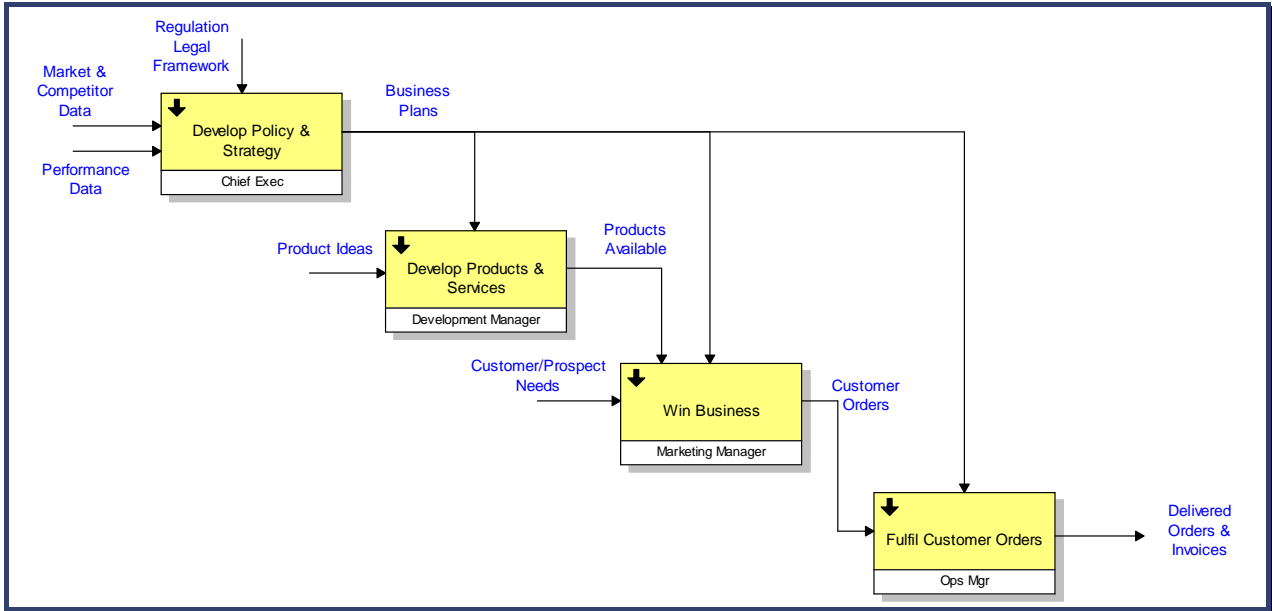 Regulation
Legal
Framework
Market &
Competitor
Data
Business
Plans
Develop Policy &
Strategy
Performance
Data
Chief Exec
Products
Available
Product Ideas
Develop Products &
Services
Development Manager
Customer/Prospect
Needs
Customer
Orders
Win Business
Marketing Manager
Delivered
Orders &
Invoices
Fulfil Customer Orders
Ops Mgr